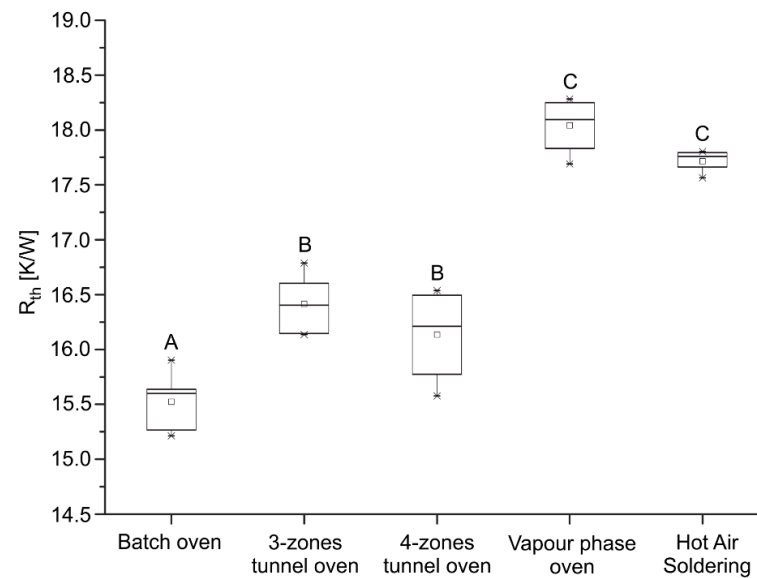 19.0
18.5
18.0
17.5
17.0
16.5
16.0
15.5
15.0
14.5
Rth [K/W]
A
B
B
C
C
Batch oven
3-zones
tunnel oven
4-zones
tunnel oven
Vapour phase
oven
Hot Air
Soldering